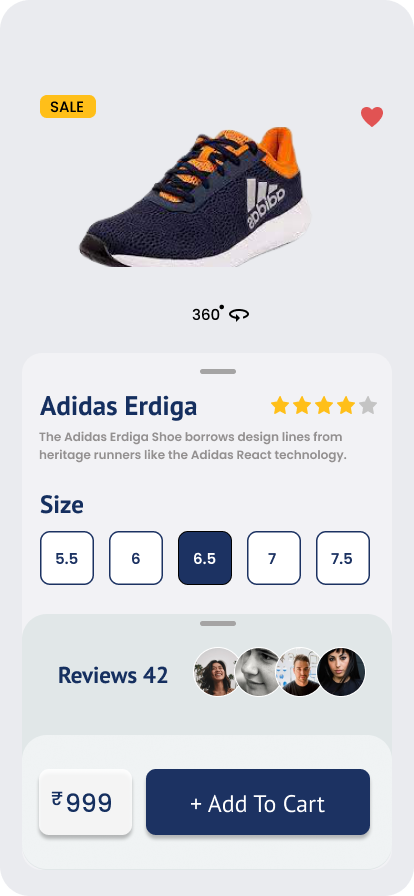 SALE
adidas
360°
Adidas Erdiga
The Adidas Erdiga Shoe borrows design lines from
heritage runners like the Adidas React technology.
Size
5.5 6 6.5 7 7.5
Reviews 42
₹999 + Add To Cart